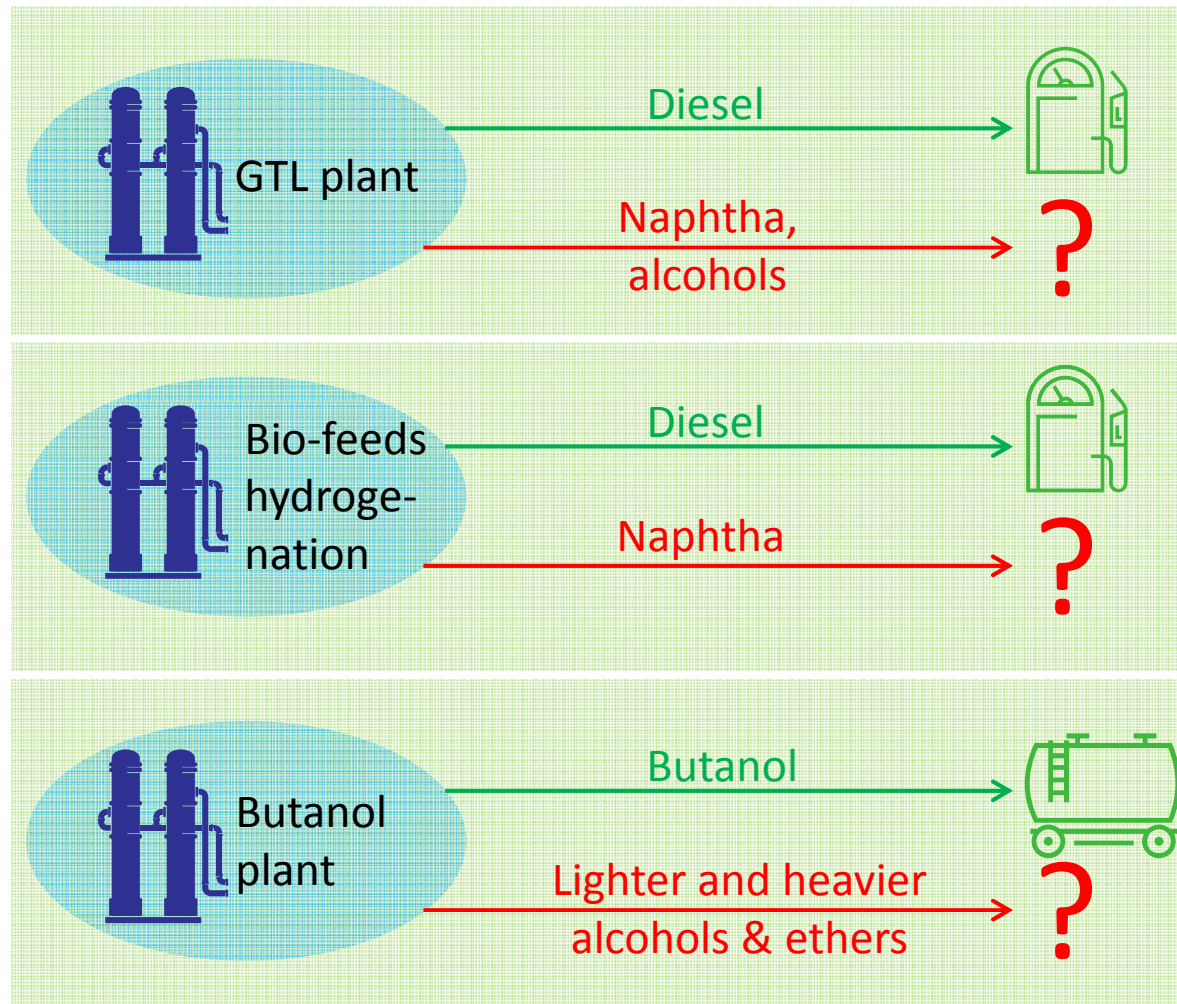 Diesel
GTL plant
Naphtha,
alcohols
?
Diesel
Bio-feeds
hydroge-
nation
Naphtha
?
Butanol
Butanol
plant
Lighter and heavier
alcohols & ethers
?